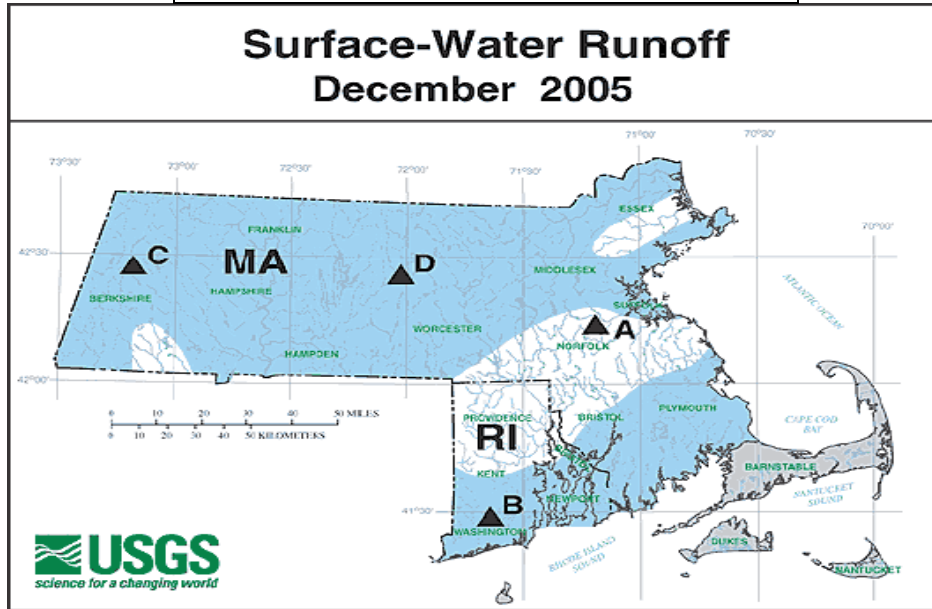 Surface-Water Runoff
December 2005
73°30'
73°00'
72°30'
72°00'
71°30'
71°00'
70°30'
70°00'
42°30'
42°00'
41°30'
ESSEX
FRANKLIN
C
MA
D
MIDDLESEX
BERKSHIRE
HAMPSHIRE
SUFFOLK
ATLANTIC OCEAN
WORCESTER
A
NORFOLK
HAMPDEN
0 10 20 30 40 50 MILES
0 10 20 30 40 50 KILOMETERS
PROVIDENCE
BRISTOL
PLYMOUTH
RI
CAPE COD
BAY
KENT
BRISTOL
BARNSTABLE
NEWPORT
NANTUCKET
SOUND
B
WASHINGTON
RHODE ISLAND
SOUND
DUKES
NANTUCKET
USGS
science for a changing world